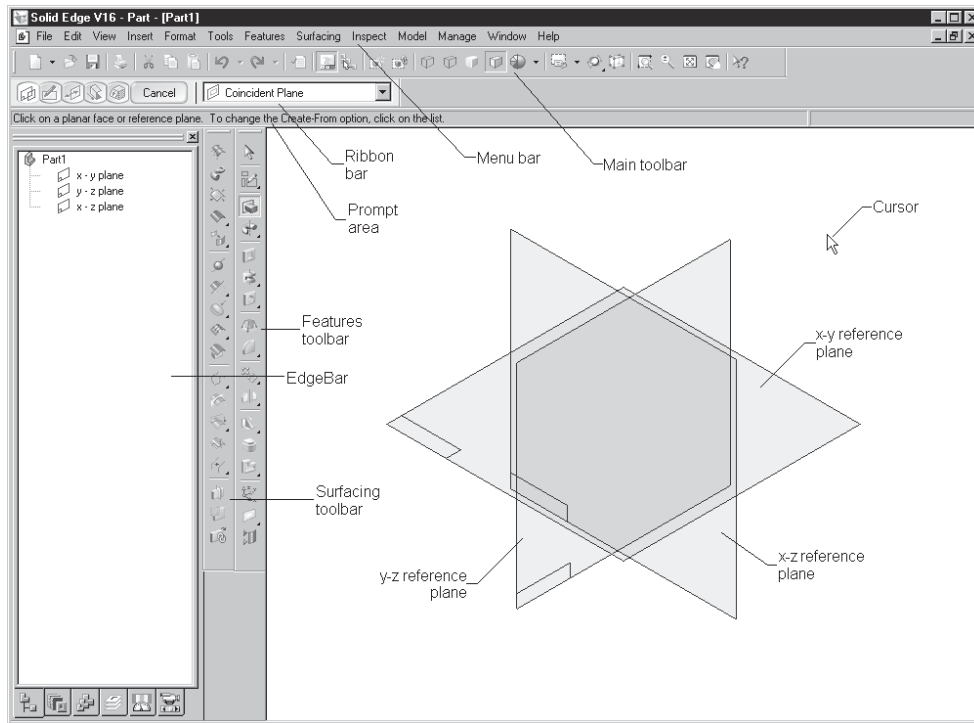 Solid Edge V16 - Part - [Part1]
File Edit View Insert Format Tools Features Surfacing Inspect Model Manage Window Help
Cancel
Coincident Plane
Click on a planar face or reference plane. To change the Create-From option, click on the list.
Part1
x - y plane
y - z plane
x - z plane
Ribbon
bar
Menu bar
Main toolbar
Prompt
area
Cursor
Features
toolbar
EdgeBar
x-y reference
plane
Surfacing
toolbar
y-z reference
plane
x-z reference
plane